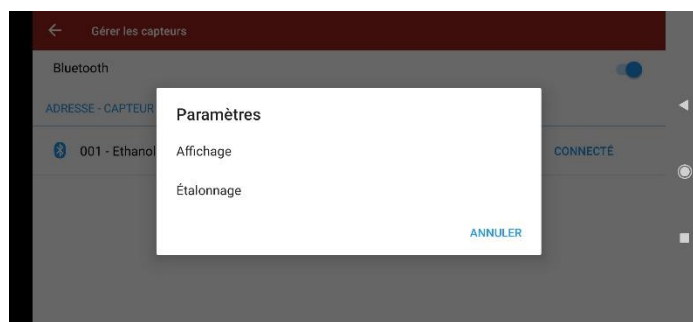 Gérer les capteurs
Bluetooth
ADRESSE - CAPTEUR
Paramètres
001 - Ethanol
Affichage
CONNECTÉ
Étalonnage
ANNULER